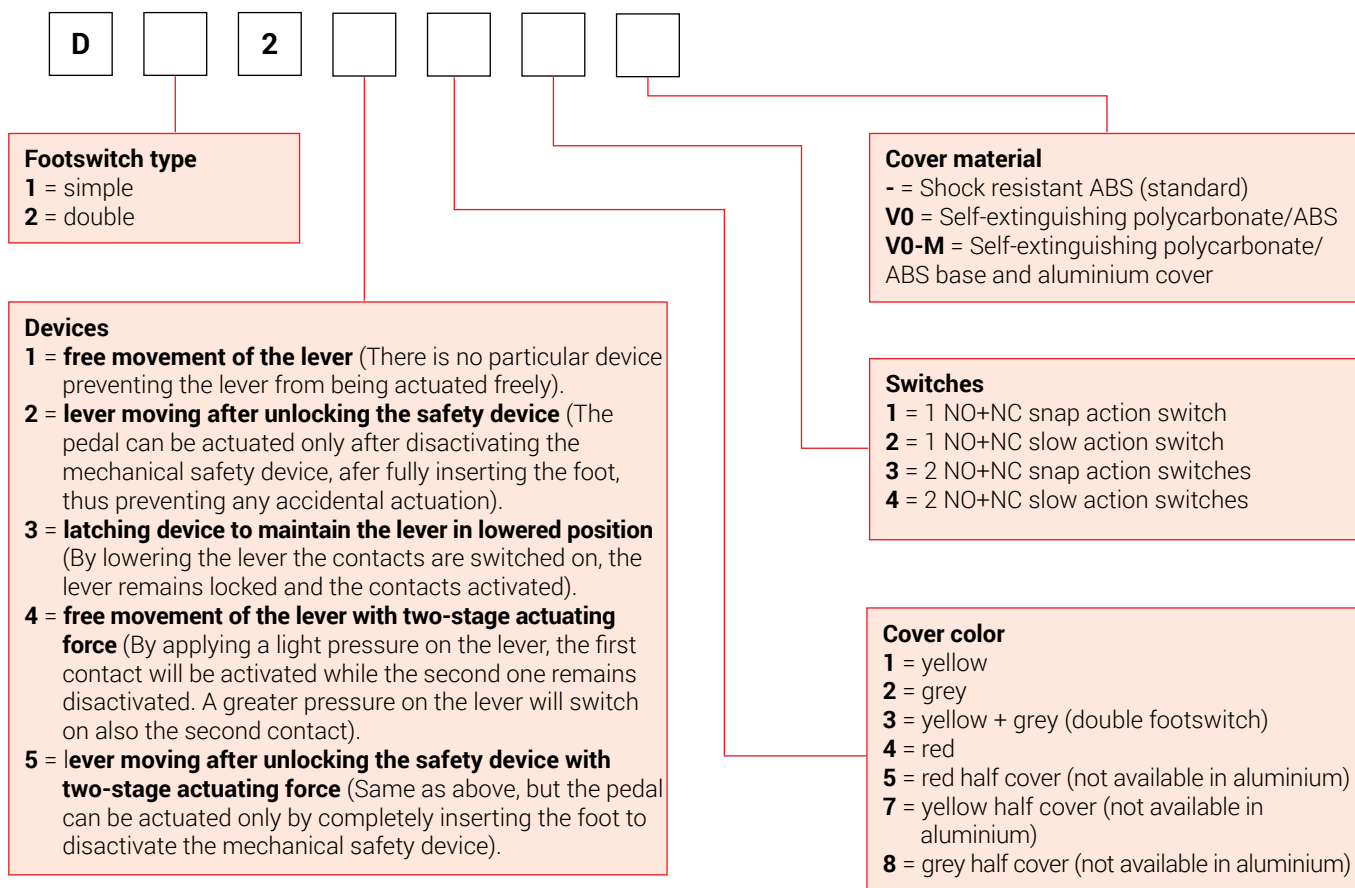 D 2
Footswitch type
1 = simple
2 = double
Devices
1 = free movement of the lever (There is no particular device
preventing the lever from being actuated freely).
2 = lever moving after unlocking the safety device (The
pedal can be actuated only after disactivating the
mechanical safety device, afer fully inserting the foot,
thus preventing any accidental actuation).
3 = latching device to maintain the lever in lowered position
(By lowering the lever the contacts are switched on, the
lever remains locked and the contacts activated).
4 = free movement of the lever with two-stage actuating
force (By applying a light pressure on the lever, the first
contact will be activated while the second one remains
disactivated. A greater pressure on the lever will switch
on also the second contact).
5 = lever moving after unlocking the safety device with
two-stage actuating force (Same as above, but the pedal
can be actuated only by completely inserting the foot to
disactivate the mechanical safety device).
Cover material
- = Shock resistant ABS (standard)
V0 = Self-extinguishing polycarbonate/ABS
V0-M = Self-extinguishing polycarbonate/
ABS base and aluminium cover
Switches
1 = 1 NO+NC snap action switch
2 = 1 NO+NC slow action switch
3 = 2 NO+NC snap action switches
4 = 2 NO+NC slow action switches
Cover color
1 = yellow
2 = grey
3 = yellow + grey (double footswitch)
4 = red
5 = red half cover (not available in aluminium)
7 = yellow half cover (not available in
aluminium)
8 = grey half cover (not available in aluminium)